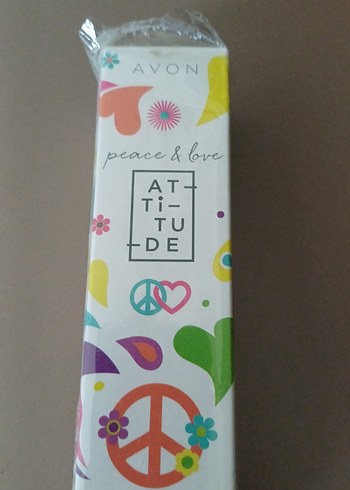 AVON
peace & love
AT-
Ti-
TU
-DE